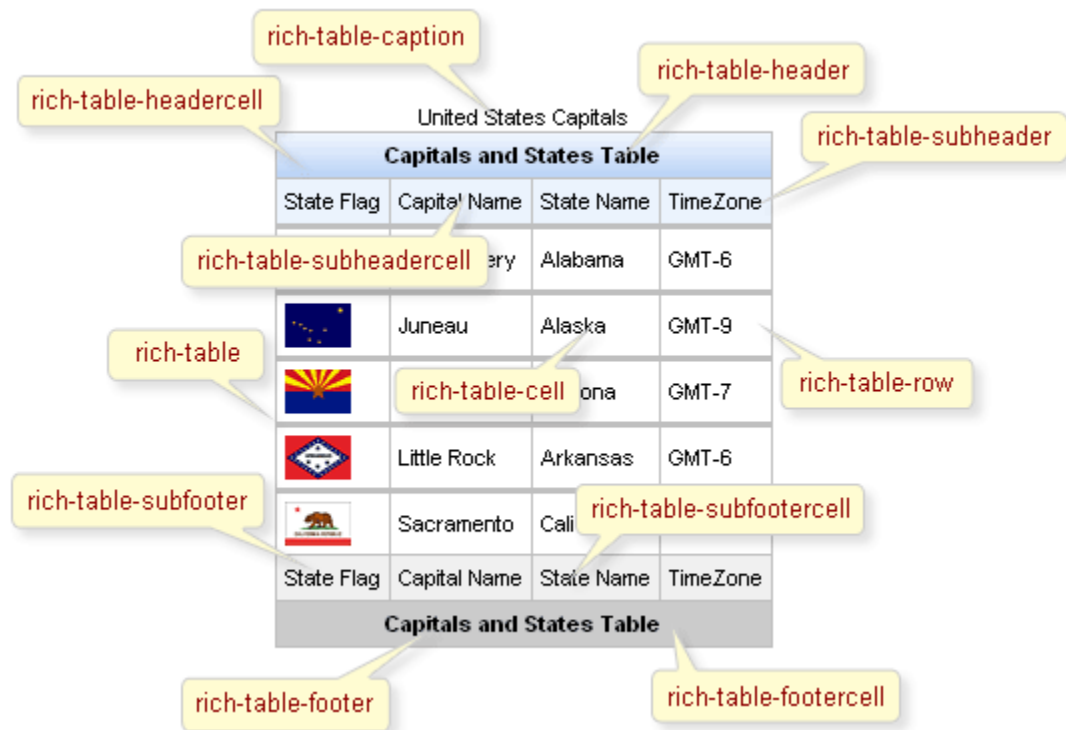 rich-table-caption
rich-table-header
rich-table-headercell
United States Capitals
rich-table-subheader
Capitals and States Table
State Flag Capital Name State Name TimeZone
rich-table-subheadercell
ery Alabama GMT-6
Juneau Alaska GMT-9
rich-table
rich-table-row
rich-table-cell
ona GMT-7
Little Rock Arkansas GMT-6
rich-table-subfooter
rich-table-subfootercell
Sacramento Cali
State Flag Capital Name State Name TimeZone
Capitals and States Table
rich-table-footer
rich-table-footercell